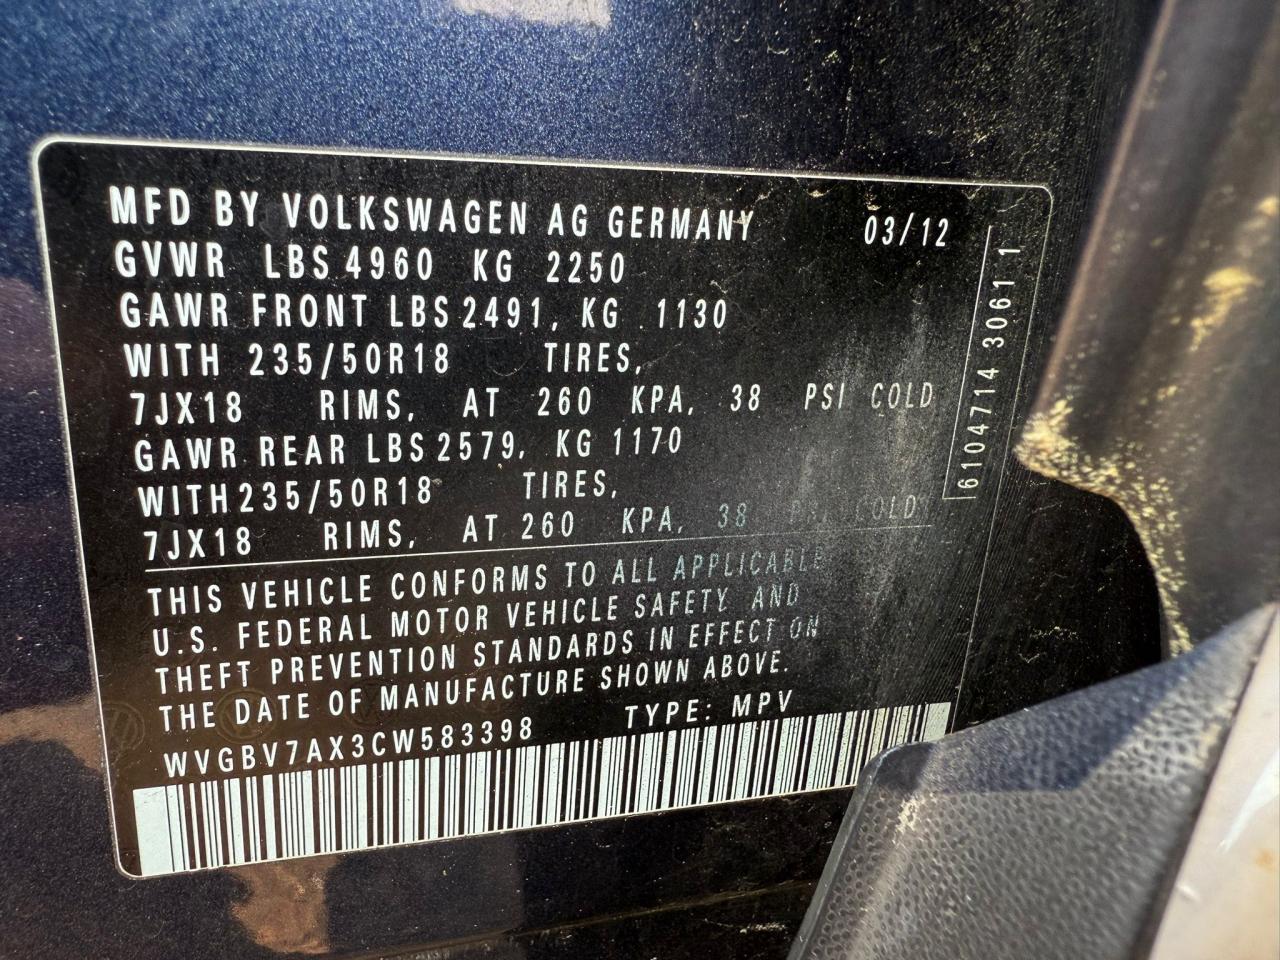 MFD BY VOLKSWAGEN AG GERMANY 03/12
GVWR LBS 4960 KG 2250
GAWR FRONT LBS 2491, KG 1130
WITH 235/50R18 TIRES,
7JX18 RIMS, AT 260 KPA, 38 PSI COLD
GAWR REAR LBS 2579, KG 1170
WITH 235/50R18 TIRES,
7JX18 RIMS, AT 260 KPA, 38 PSI COLD
THIS VEHICLE CONFORMS TO ALL APPLICABLE
U.S. FEDERAL MOTOR VEHICLE SAFETY AND
THEFT PREVENTION STANDARDS IN EFFECT ON
THE DATE OF MANUFACTURE SHOWN ABOVE.
WVGBV7AX3CW583398 TYPE: MPV
6104714 3061 1